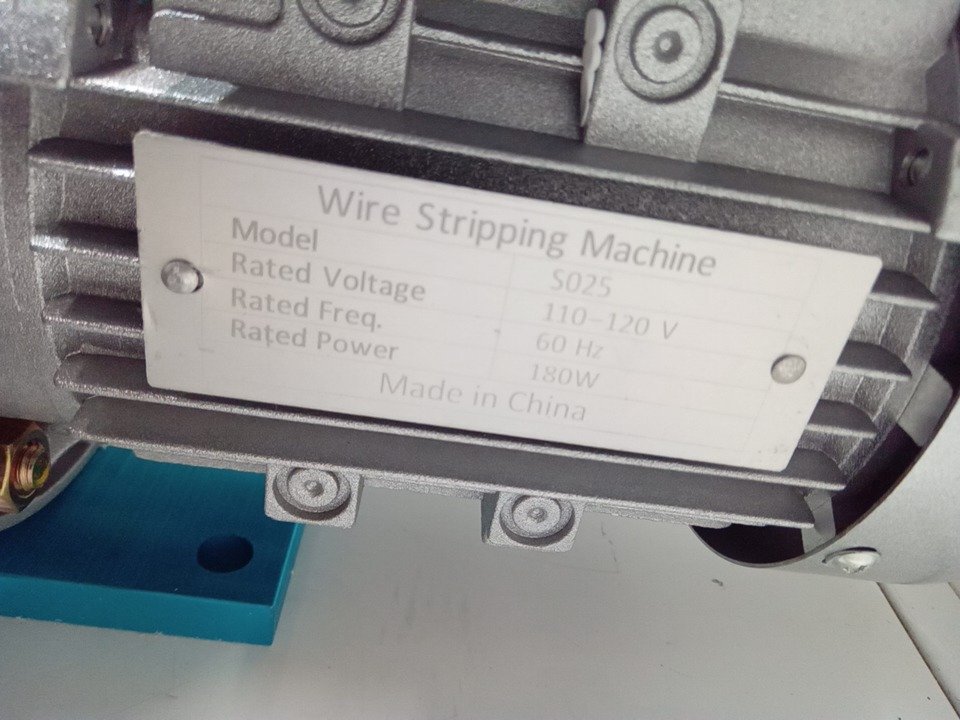 Wire Stripping Machine
Model S025
Rated Voltage 110-120 V
Rated Freq. 60 Hz
Rated Power 180W
Made in China